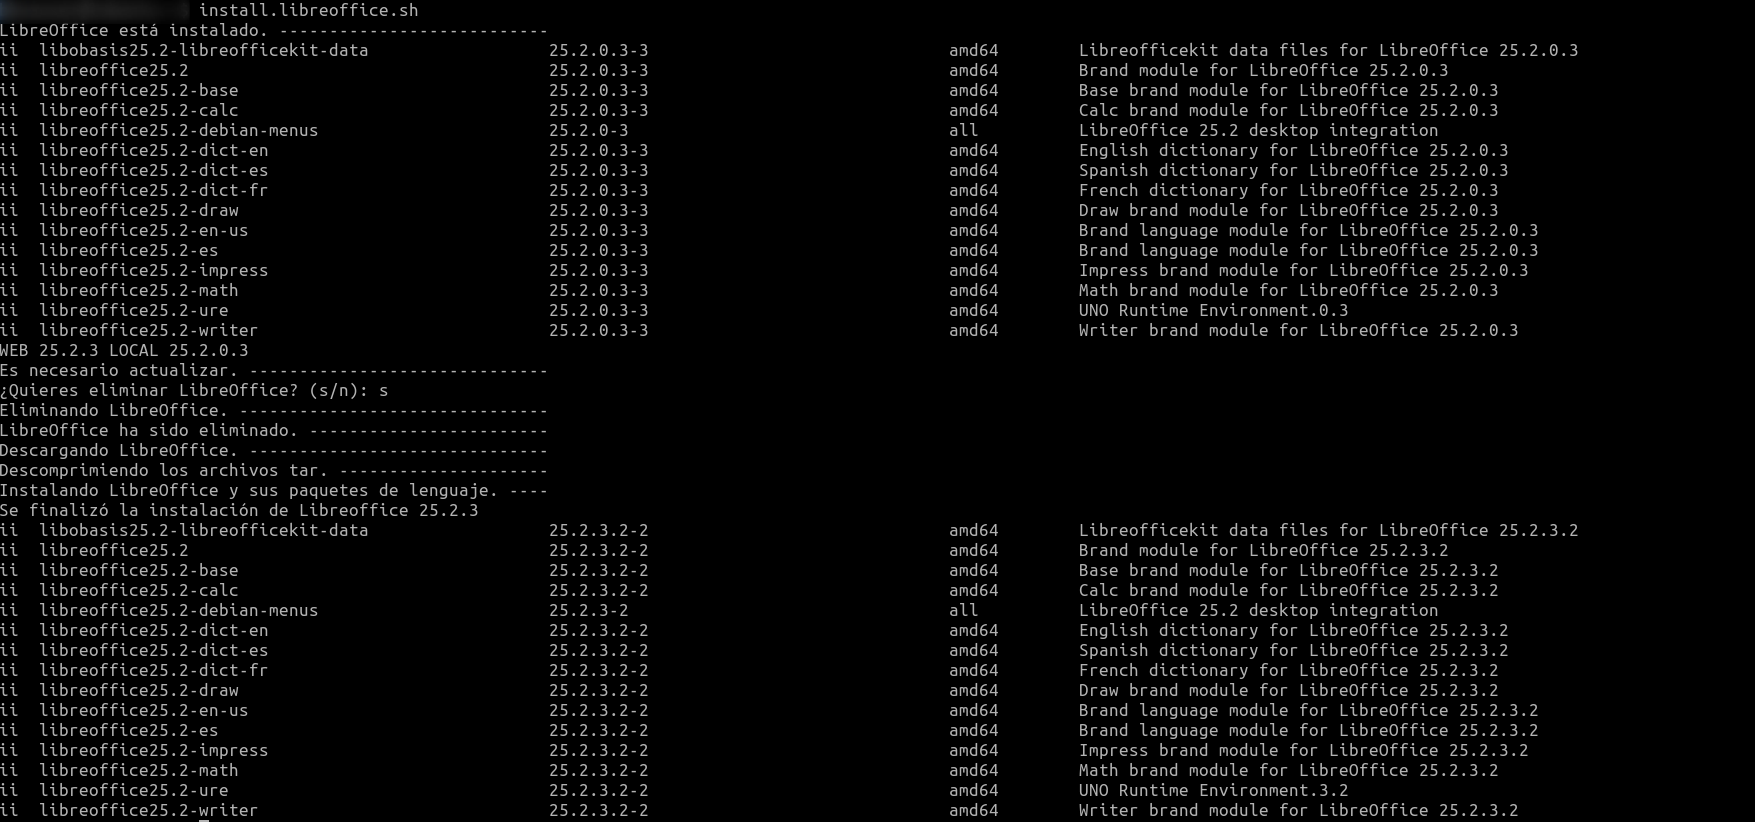 install.libreoffice.sh
LibreOffice está instalado. ---------------------------
ii  libobasis25.2-libreofficekit-data                  25.2.0.3-3                              amd64        Libreofficekit data files for LibreOffice 25.2.0.3
ii  libreoffice25.2                                    25.2.0.3-3                              amd64        Brand module for LibreOffice 25.2.0.3
ii  libreoffice25.2-base                               25.2.0.3-3                              amd64        Base brand module for LibreOffice 25.2.0.3
ii  libreoffice25.2-calc                               25.2.0.3-3                              amd64        Calc brand module for LibreOffice 25.2.0.3
ii  libreoffice25.2-debian-menus                       25.2.0-3                                all          LibreOffice 25.2 desktop integration
ii  libreoffice25.2-dict-en                            25.2.0.3-3                              amd64        English dictionary for LibreOffice 25.2.0.3
ii  libreoffice25.2-dict-es                            25.2.0.3-3                              amd64        Spanish dictionary for LibreOffice 25.2.0.3
ii  libreoffice25.2-dict-fr                            25.2.0.3-3                              amd64        French dictionary for LibreOffice 25.2.0.3
ii  libreoffice25.2-draw                               25.2.0.3-3                              amd64        Draw brand module for LibreOffice 25.2.0.3
ii  libreoffice25.2-en-us                              25.2.0.3-3                              amd64        Brand language module for LibreOffice 25.2.0.3
ii  libreoffice25.2-es                                 25.2.0.3-3                              amd64        Brand language module for LibreOffice 25.2.0.3
ii  libreoffice25.2-impress                            25.2.0.3-3                              amd64        Impress brand module for LibreOffice 25.2.0.3
ii  libreoffice25.2-math                               25.2.0.3-3                              amd64        Math brand module for LibreOffice 25.2.0.3
ii  libreoffice25.2-ure                                25.2.0.3-3                              amd64        UNO Runtime Environment.0.3
ii  libreoffice25.2-writer                             25.2.0.3-3                              amd64        Writer brand module for LibreOffice 25.2.0.3
WEB 25.2.3 LOCAL 25.2.0.3
Es necesario actualizar. ------------------------------
¿Quieres eliminar LibreOffice? (s/n): s
Eliminando LibreOffice. -------------------------------
LibreOffice ha sido eliminado. ------------------------
Descargando LibreOffice. ------------------------------
Descomprimiendo los archivos tar. ---------------------
Instalando LibreOffice y sus paquetes de lenguaje. ----
Se finalizó la instalación de Libreoffice 25.2.3
ii  libobasis25.2-libreofficekit-data                  25.2.3.2-2                              amd64        Libreofficekit data files for LibreOffice 25.2.3.2
ii  libreoffice25.2                                    25.2.3.2-2                              amd64        Brand module for LibreOffice 25.2.3.2
ii  libreoffice25.2-base                               25.2.3.2-2                              amd64        Base brand module for LibreOffice 25.2.3.2
ii  libreoffice25.2-calc                               25.2.3.2-2                              amd64        Calc brand module for LibreOffice 25.2.3.2
ii  libreoffice25.2-debian-menus                       25.2.3-2                                all          LibreOffice 25.2 desktop integration
ii  libreoffice25.2-dict-en                            25.2.3.2-2                              amd64        English dictionary for LibreOffice 25.2.3.2
ii  libreoffice25.2-dict-es                            25.2.3.2-2                              amd64        Spanish dictionary for LibreOffice 25.2.3.2
ii  libreoffice25.2-dict-fr                            25.2.3.2-2                              amd64        French dictionary for LibreOffice 25.2.3.2
ii  libreoffice25.2-draw                               25.2.3.2-2                              amd64        Draw brand module for LibreOffice 25.2.3.2
ii  libreoffice25.2-en-us                              25.2.3.2-2                              amd64        Brand language module for LibreOffice 25.2.3.2
ii  libreoffice25.2-es                                 25.2.3.2-2                              amd64        Brand language module for LibreOffice 25.2.3.2
ii  libreoffice25.2-impress                            25.2.3.2-2                              amd64        Impress brand module for LibreOffice 25.2.3.2
ii  libreoffice25.2-math                               25.2.3.2-2                              amd64        Math brand module for LibreOffice 25.2.3.2
ii  libreoffice25.2-ure                                25.2.3.2-2                              amd64        UNO Runtime Environment.3.2
ii  libreoffice25.2-writer                             25.2.3.2-2                              amd64        Writer brand module for LibreOffice 25.2.3.2